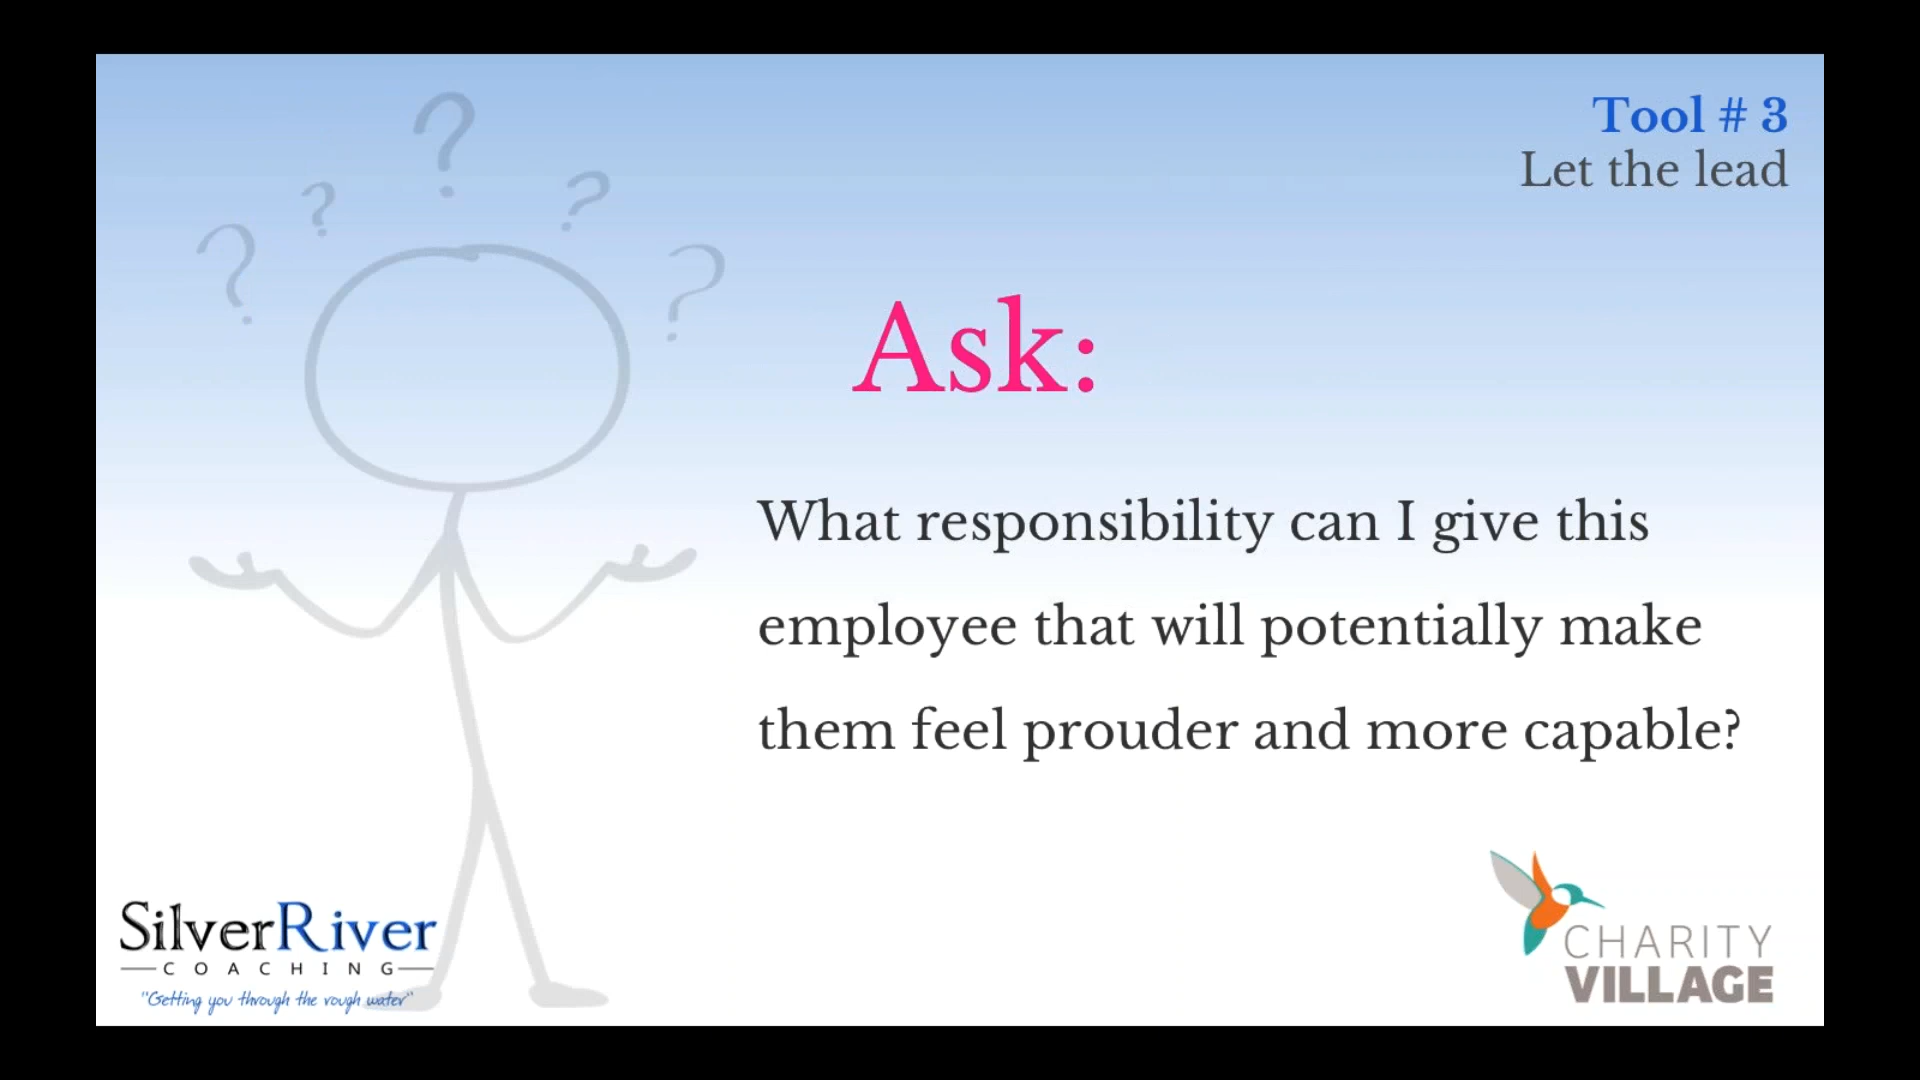 Tool # 3
Let the lead
Ask:
What responsibility can I give this
employee that will potentially make
them feel prouder and more capable?
SilverRiver
COACHING
"Getting you through the rough water"
CHARITY
VILLAGE
? ? ? ? ?